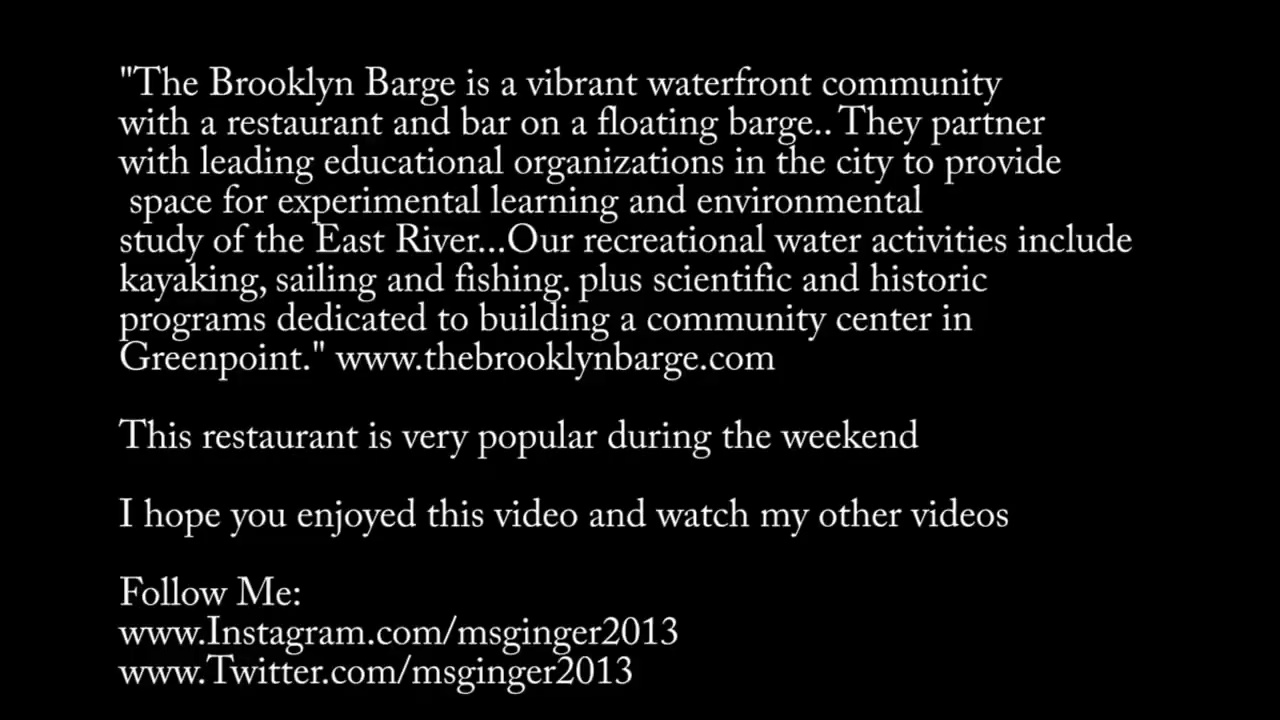 "The Brooklyn Barge is a vibrant waterfront community
with a restaurant and bar on a floating barge.. They partner
with leading educational organizations in the city to provide
space for experimental learning and environmental
study of the East River...Our recreational water activities include
kayaking, sailing and fishing. plus scientific and historic
programs dedicated to building a community center in
Greenpoint." www.thebrooklynbarge.com
This restaurant is very popular during the weekend
I hope you enjoyed this video and watch my other videos
Follow Me:
www.Instagram.com/msginger2013
www.Twitter.com/msginger2013